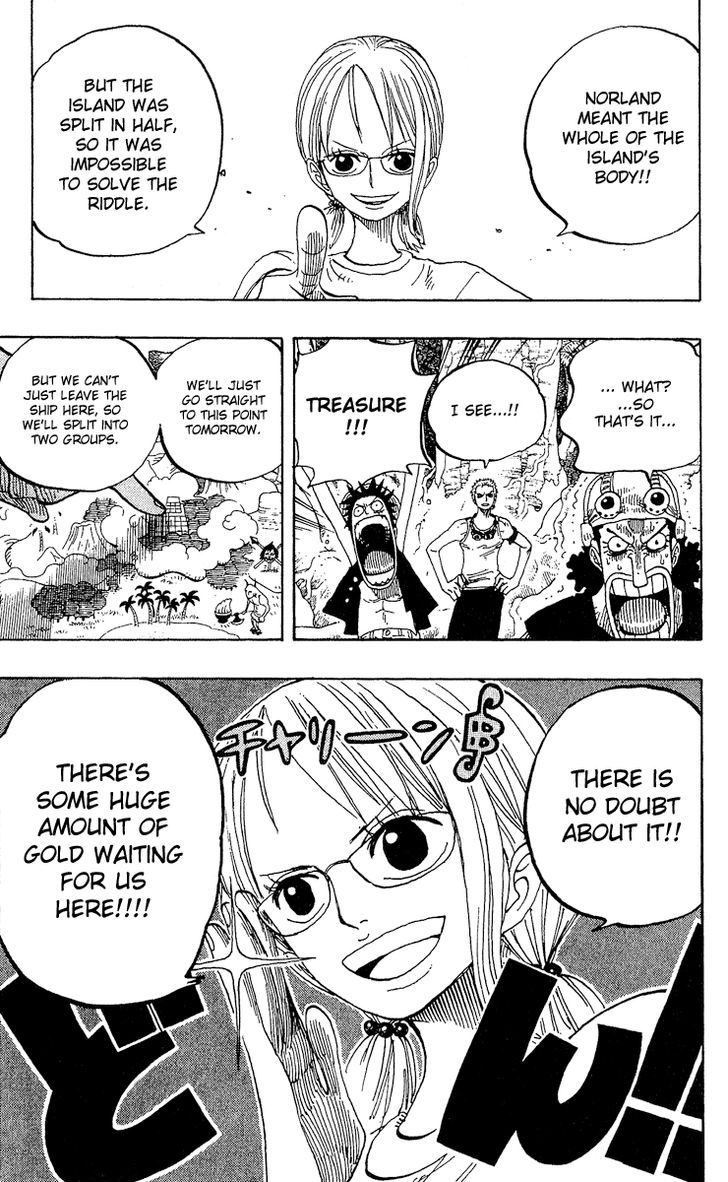 NORLAND
MEANT THE
WHOLE OF THE
ISLAND'S
BODY!!
BUT THE
ISLAND WAS
SPLIT IN HALF,
SO IT WAS
IMPOSSIBLE
TO SOLVE THE
RIDDLE.
... WHAT?
...SO
THAT'S IT...
I SEE...!!
TREASURE
!!!
WE'LL JUST
GO STRAIGHT
TO THIS POINT
TOMORROW.
BUT WE CAN'T
JUST LEAVE THE
SHIP HERE, SO
WE'LL SPLIT INTO
TWO GROUPS.
チャリーン
THERE IS
NO DOUBT
ABOUT IT!!
THERE'S
SOME HUGE
AMOUNT OF
GOLD WAITING
FOR US
HERE!!!!
どん!!